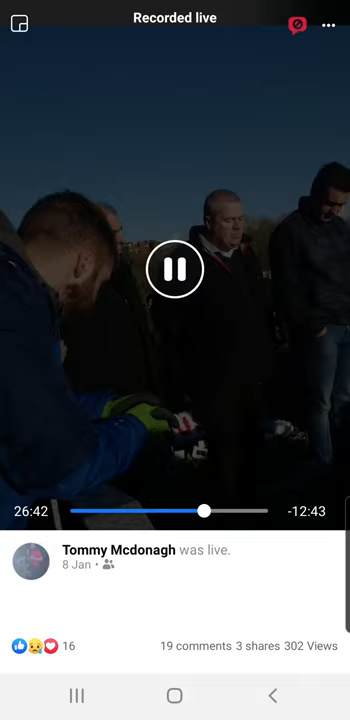 Recorded live
26:42
-12:43
Tommy Mcdonagh was live.
8 Jan •
16
19 comments 3 shares 302 Views